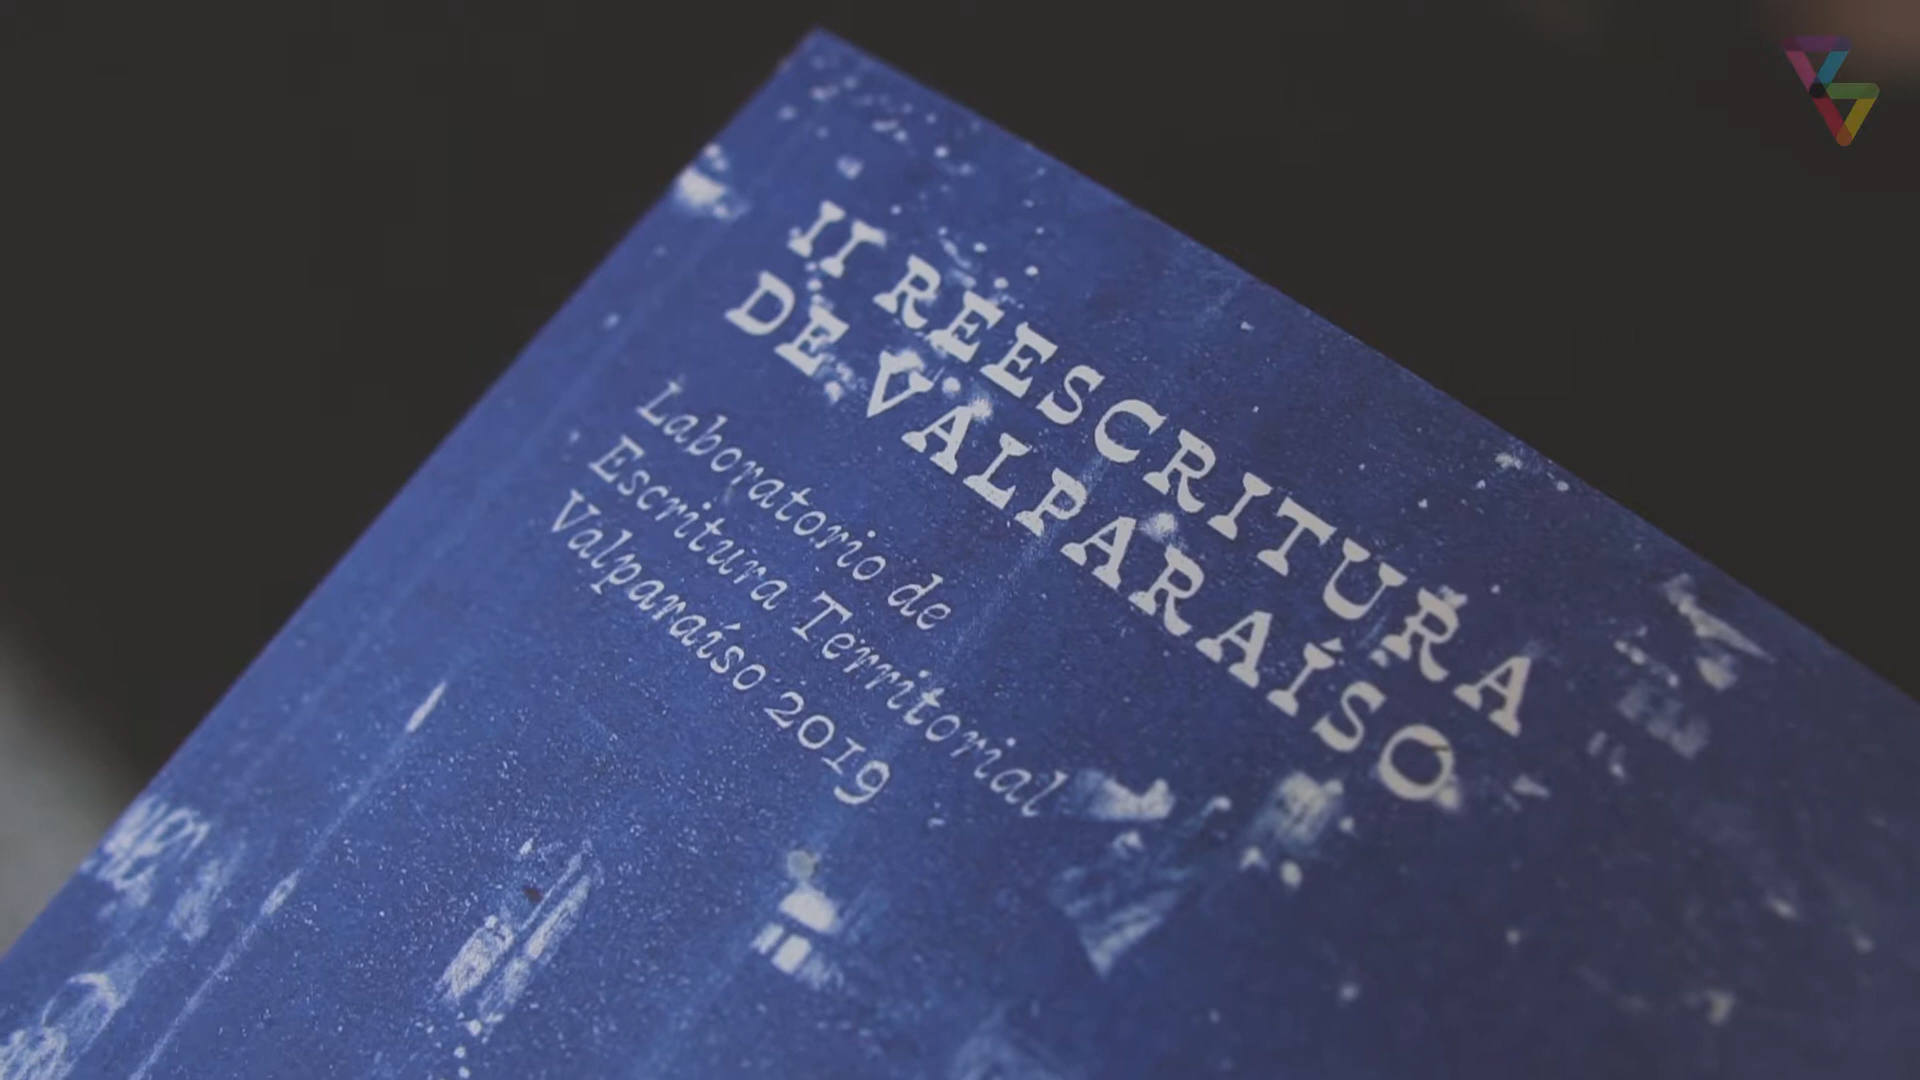 II REESCRITURA
DE VALPARAÍSO
Laboratorio de
Escritura Territorial
Valparaíso 2019